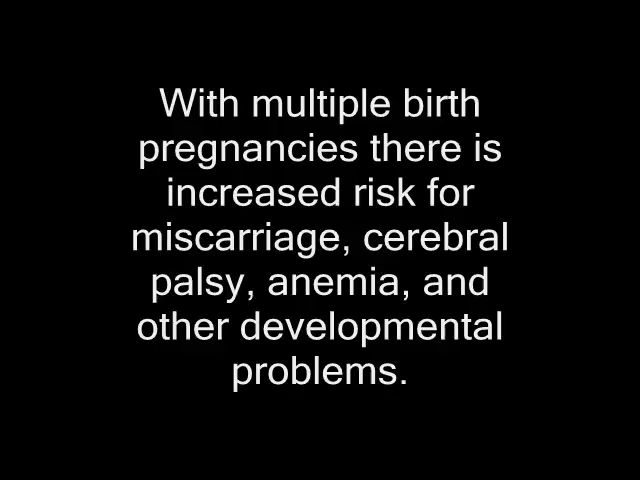 With multiple birth
pregnancies there is
increased risk for
miscarriage, cerebral
palsy, anemia, and
other developmental
problems.